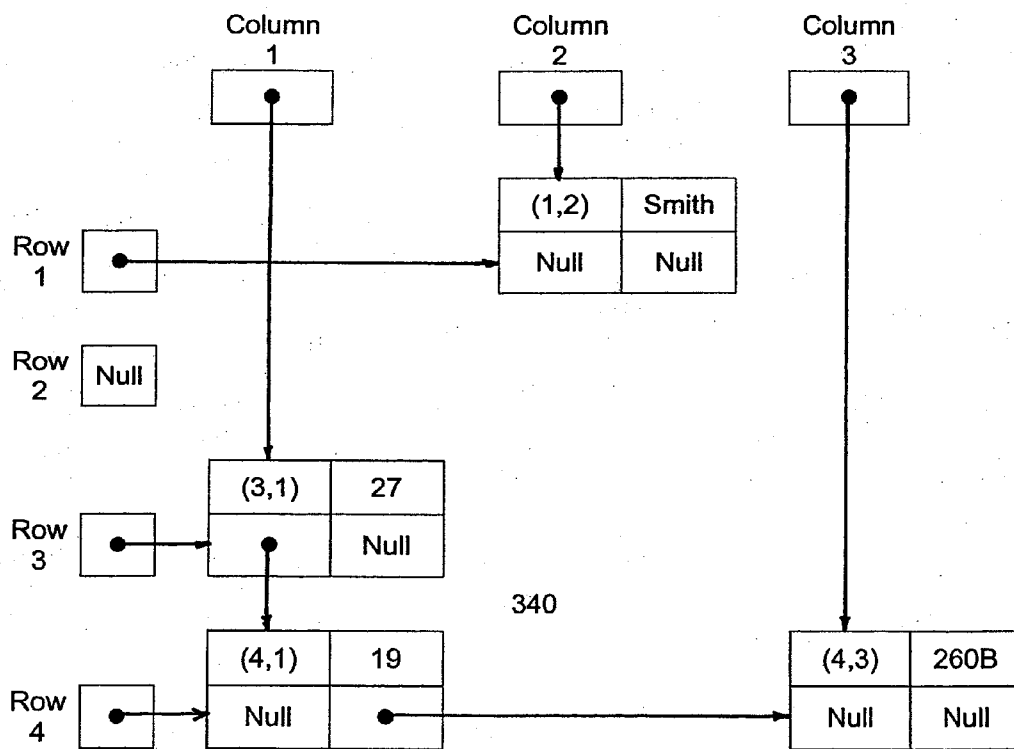 Column
1
Column
2
Column
3
(1,2) Smith
Row
1
Null Null
Row
2
Null
(3,1) 27
Row
3
Null
340
(4,1) 19
(4,3) 260B
Row
4
Null
Null Null